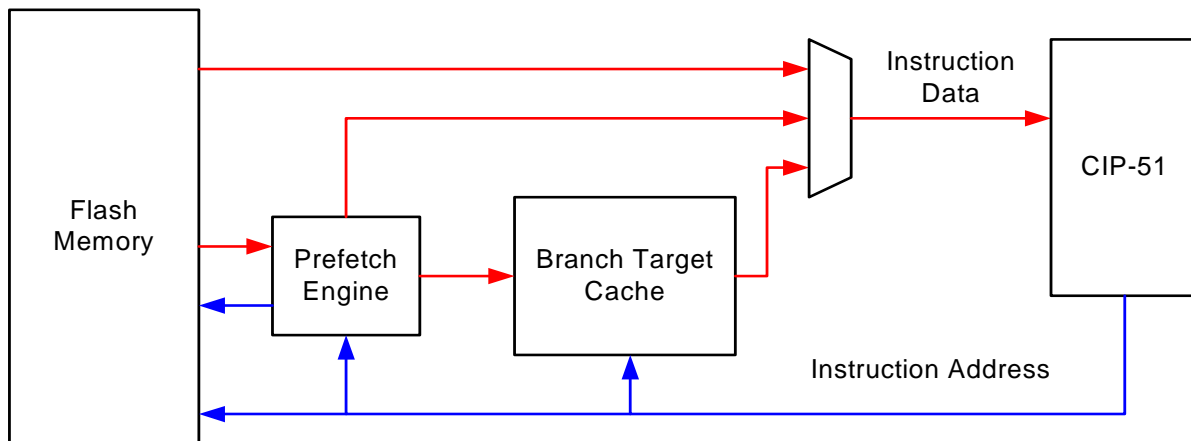 Flash
Memory
Prefetch
Engine
Branch Target
Cache
Instruction
Data
CIP-51
Instruction Address